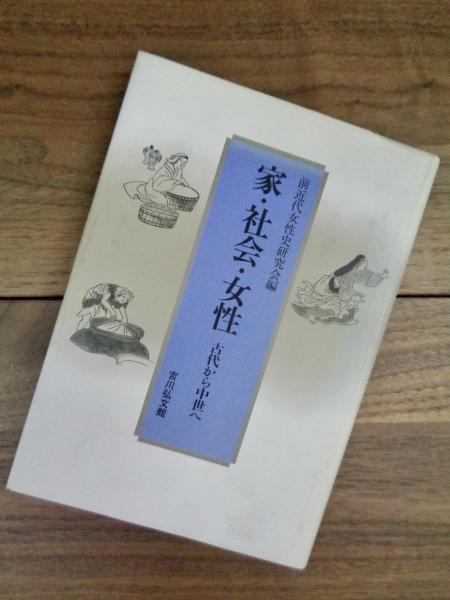 前近代女性史研究会編
家・社会・女性
古代から中世へ
吉川弘文館